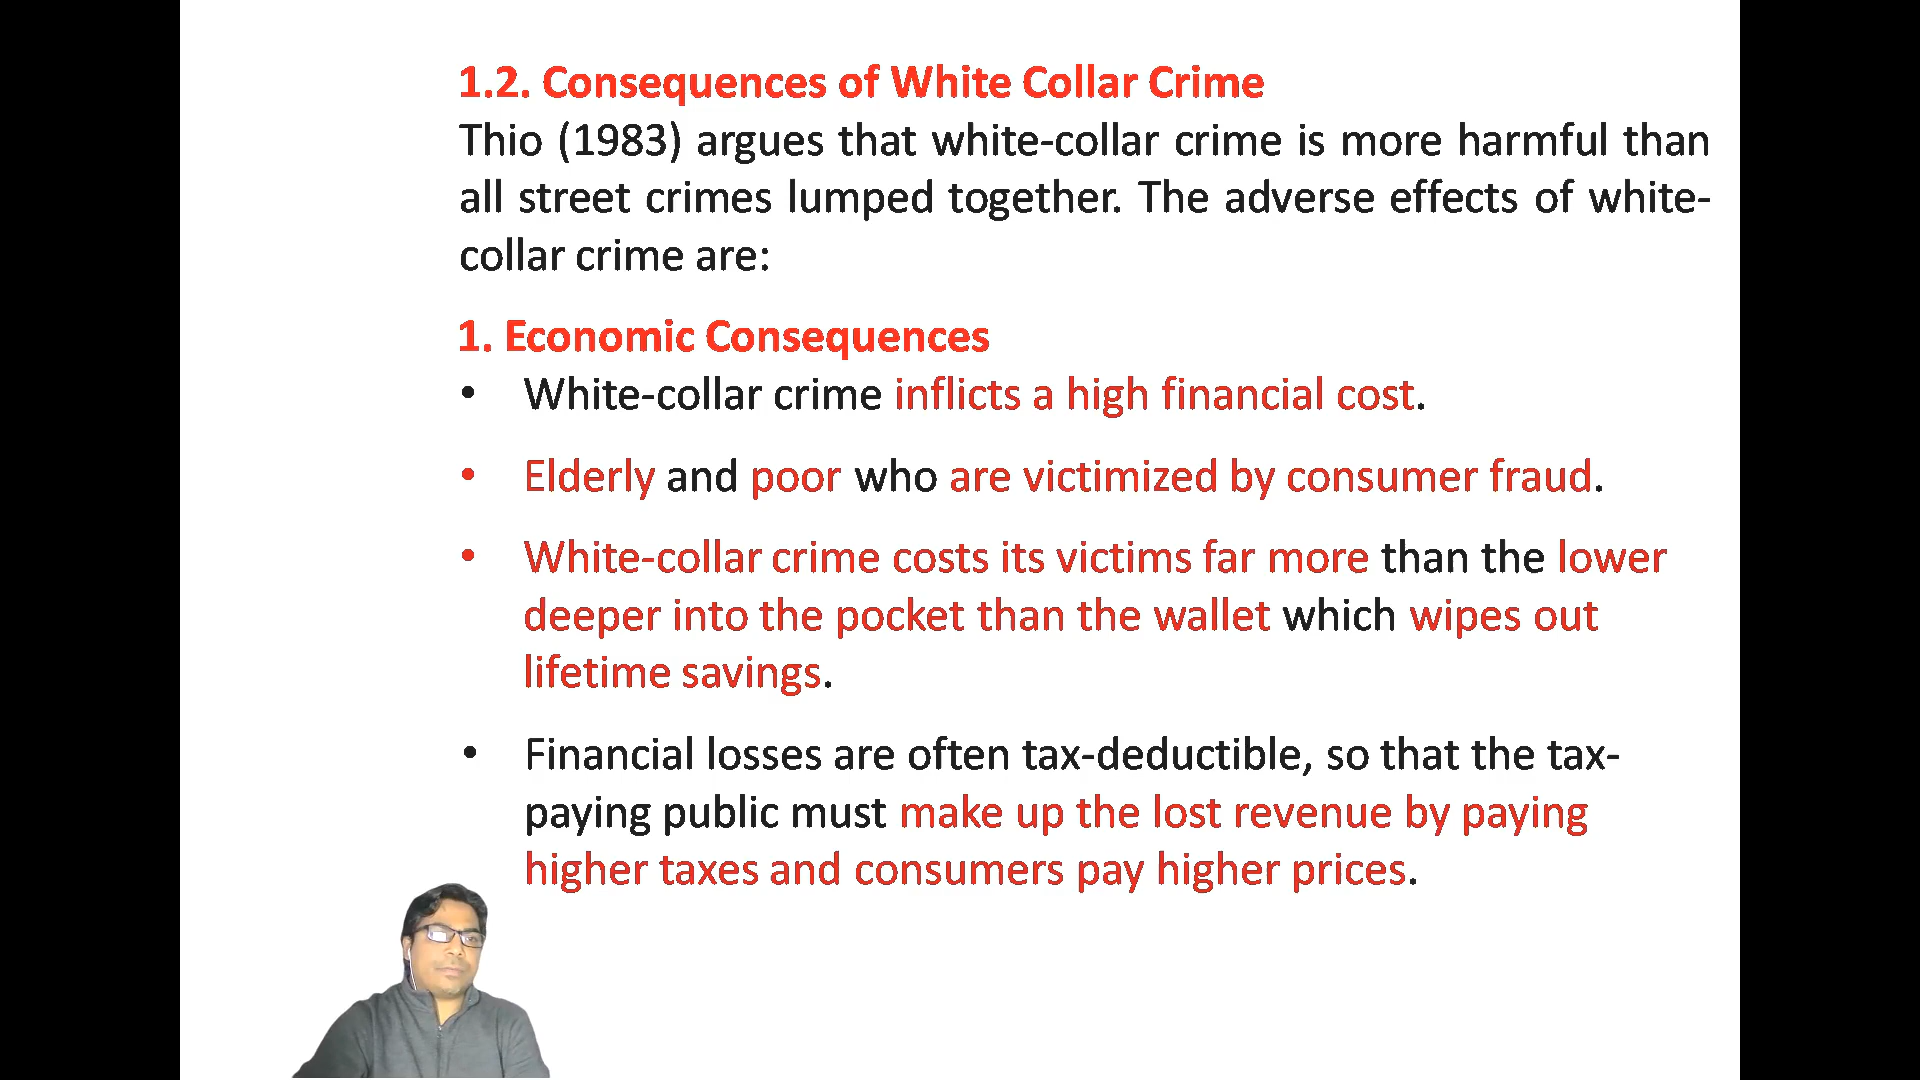 1.2. Consequences of White Collar Crime
Thio (1983) argues that white-collar crime is more harmful than
all street crimes lumped together. The adverse effects of white-
collar crime are:
1. Economic Consequences
• White-collar crime inflicts a high financial cost.
• Elderly and poor who are victimized by consumer fraud.
• White-collar crime costs its victims far more than the lower
deeper into the pocket than the wallet which wipes out
lifetime savings.
• Financial losses are often tax-deductible, so that the tax-
paying public must make up the lost revenue by paying
higher taxes and consumers pay higher prices.